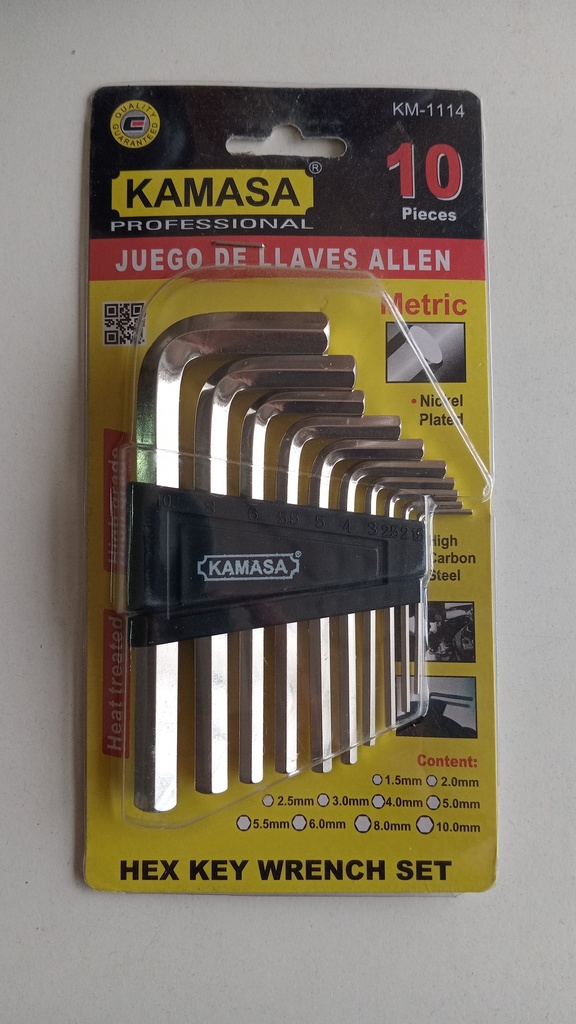 QUALITY
GUARANTEED
KM-1114
KAMASA®
PROFESSIONAL
10
Pieces
JUEGO DE LLAVES ALLEN
Metric
• Nickel
Plated
High grade
10 8 6 5.5 5 4 3 2.5 2 1.5
KAMASA®
High
Carbon
Steel
Heat treated
Content:
1.5mm 2.0mm
2.5mm 3.0mm 4.0mm 5.0mm
5.5mm 6.0mm 8.0mm 10.0mm
HEX KEY WRENCH SET